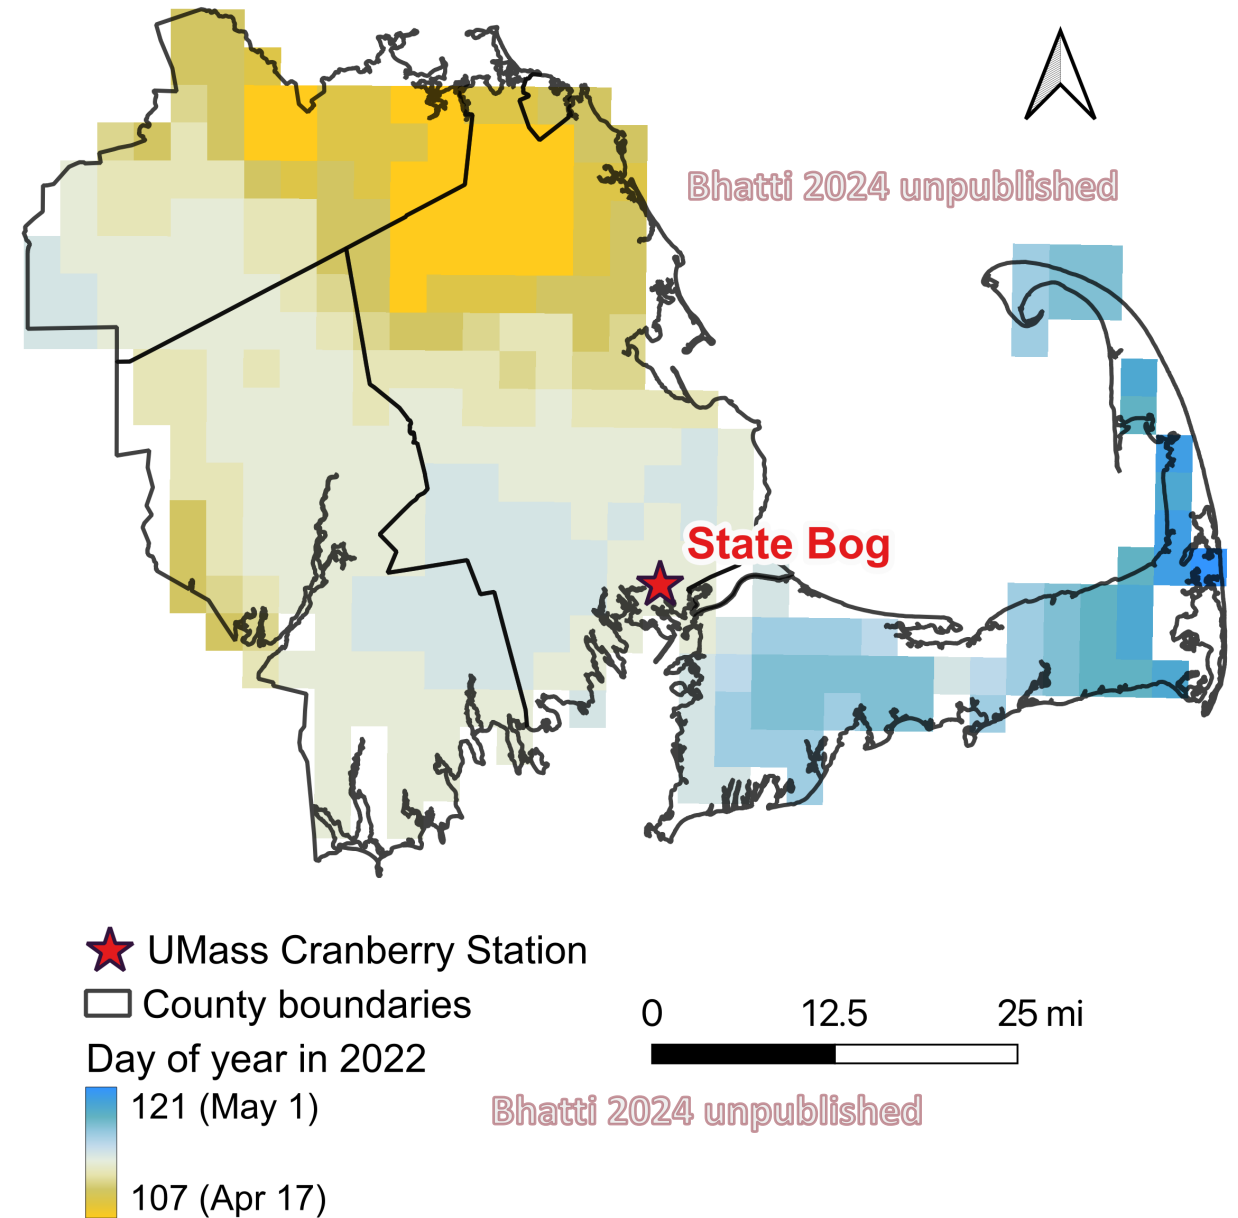 Bhatti 2024 unpublished
State Bog
UMass Cranberry Station
County boundaries
0 12.5 25 mi
Day of year in 2022
121 (May 1)
Bhatti 2024 unpublished
107 (Apr 17)